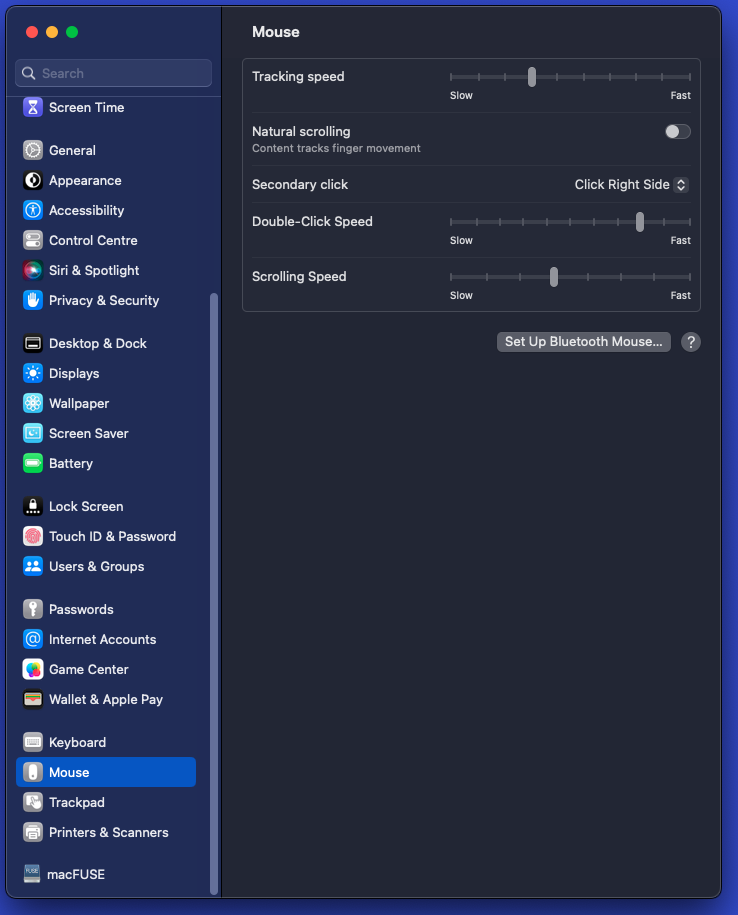 Search
Screen Time
General
Appearance
Accessibility
Control Centre
Siri & Spotlight
Privacy & Security
Desktop & Dock
Displays
Wallpaper
Screen Saver
Battery
Lock Screen
Touch ID & Password
Users & Groups
Passwords
Internet Accounts
Game Center
Wallet & Apple Pay
Keyboard
Mouse
Trackpad
Printers & Scanners
FUSE
macFUSE
Mouse
Tracking speed
Slow Fast
Natural scrolling
Content tracks finger movement
Secondary click Click Right Side
Double-Click Speed
Slow Fast
Scrolling Speed
Slow Fast
Set Up Bluetooth Mouse... ?